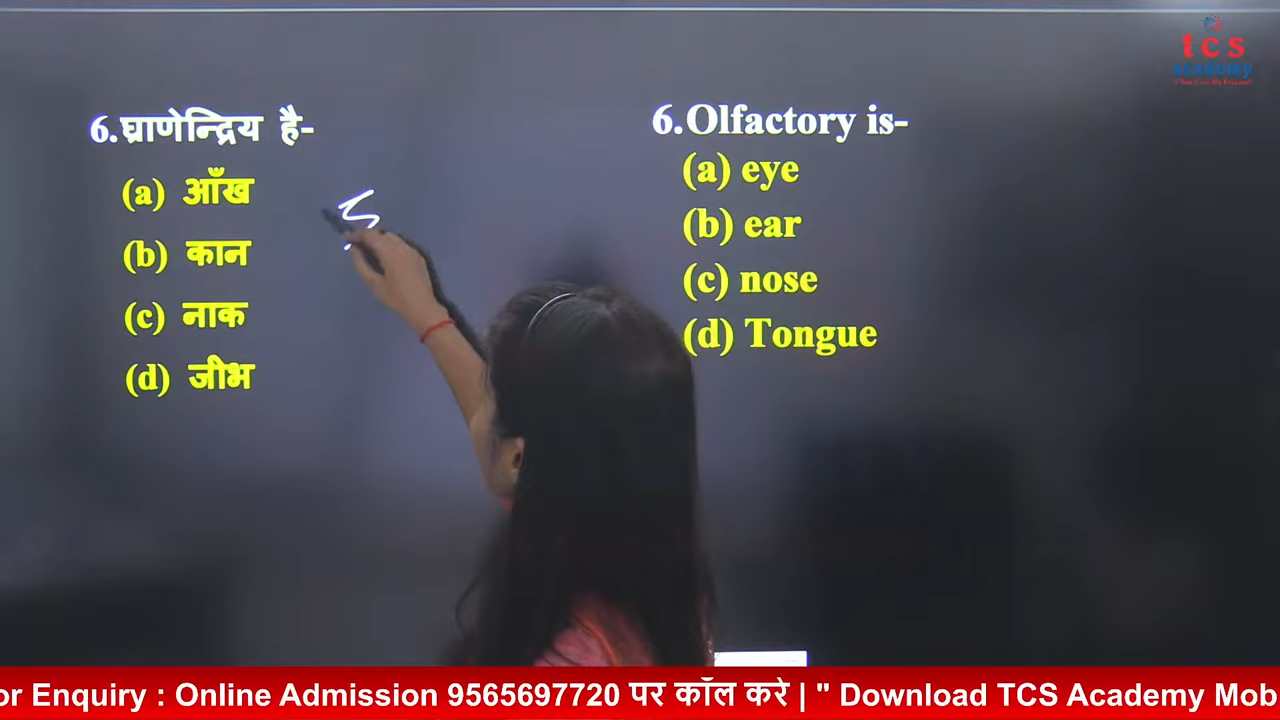 tcs
academy
6.घ्राणेन्द्रिय है-
(a) आँख
(b) कान
(c) नाक
(d) जीभ
6.Olfactory is-
(a) eye
(b) ear
(c) nose
(d) Tongue
or Enquiry : Online Admission 9565697720 पर कॉल करे | " Download TCS Academy Mob